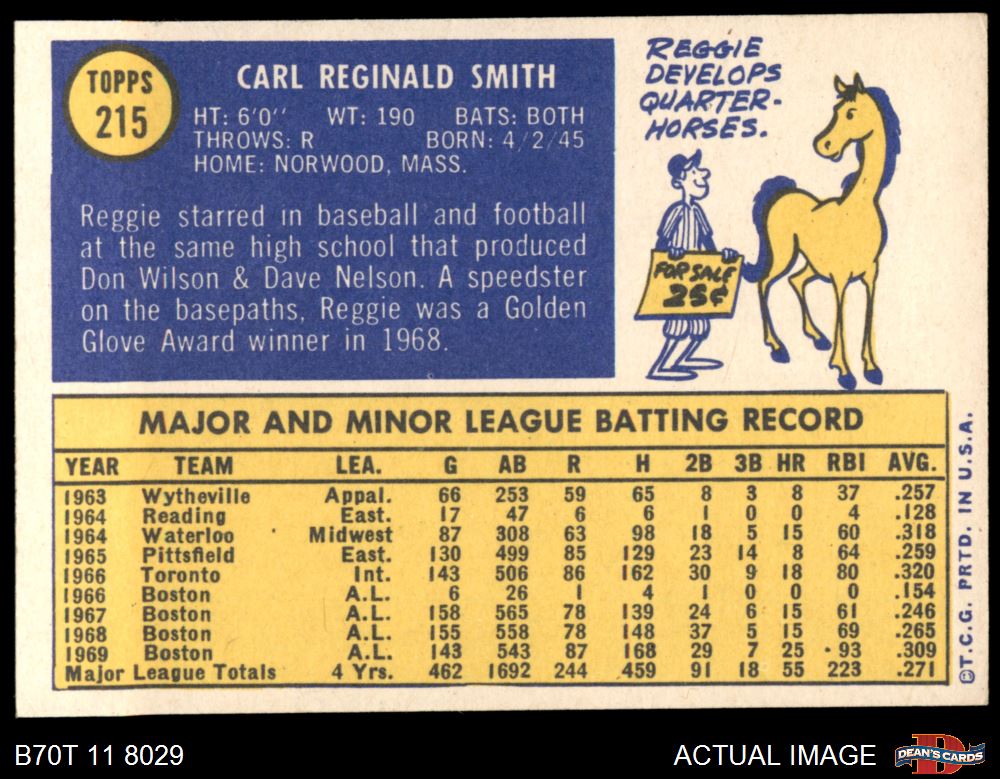 TOPPS
215
CARL REGINALD SMITH
HT: 6'0'' WT: 190 BATS: BOTH
THROWS: R BORN: 4/2/45
HOME: NORWOOD, MASS.
Reggie starred in baseball and football
at the same high school that produced
Don Wilson & Dave Nelson. A speedster
on the basepaths, Reggie was a Golden
Glove Award winner in 1968.
REGGIE
DEVELOPS
QUARTER-
HORSES.
FOR SALE
25¢
MAJOR AND MINOR LEAGUE BATTING RECORD
YEAR TEAM LEA. G AB R H 2B 3B HR RBI AVG.
1963 Wytheville Appal. 66 253 59 65 8 3 8 37 .257
1964 Reading East. 17 47 6 6 1 0 0 4 .128
1964 Waterloo Midwest 87 308 63 98 18 5 15 60 .318
1965 Pittsfield East. 130 499 85 129 23 14 8 64 .259
1966 Toronto Int. 143 506 86 162 30 9 18 80 .320
1966 Boston A.L. 6 26 1 4 1 0 0 0 .154
1967 Boston A.L. 158 565 78 139 24 6 15 61 .246
1968 Boston A.L. 155 558 78 148 37 5 15 69 .265
1969 Boston A.L. 143 543 87 168 29 7 25 93 .309
Major League Totals 4 Yrs. 462 1692 244 459 91 18 55 223 .271
©T.C.G. PRTD. IN U.S.A.
B70T 11 8029
ACTUAL IMAGE
D
DEAN'S CARDS